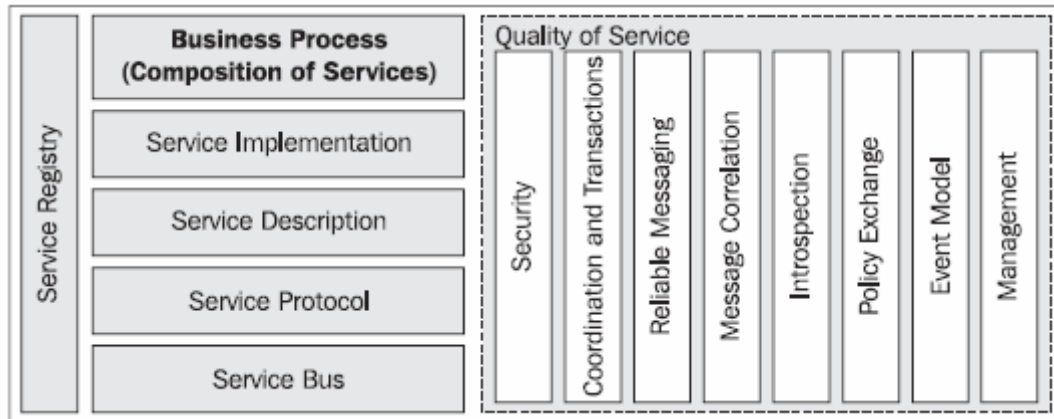 Service Registry
Business Process
(Composition of Services)
Service Implementation
Service Description
Service Protocol
Service Bus
Quality of Service
Security
Coordination and Transactions
Reliable Messaging
Message Correlation
Introspection
Policy Exchange
Event Model
Management